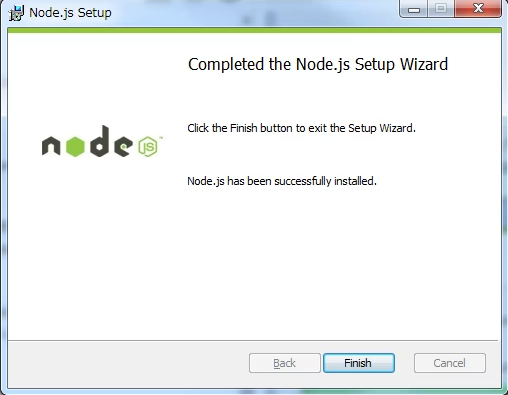 Node.js Setup
Completed the Node.js Setup Wizard
Click the Finish button to exit the Setup Wizard.
node JS™
Node.js has been successfully installed.
Back Finish Cancel